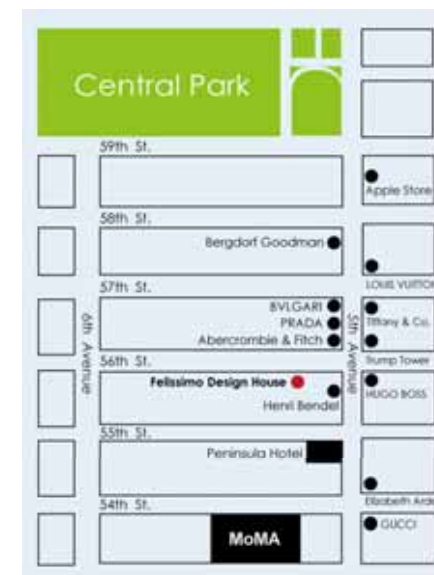 Central Park
59th St.
Apple Store
58th St.
Bergdorf Goodman
LOUIS VUITTON
57th St.
BVLGARI
PRADA
Abercrombie & Fitch
6th Avenue
5th Avenue
Tiffany & Co.
Trump Tower
56th St.
Felissimo Design House
Henri Bendel
HUGO BOSS
55th St.
Peninsula Hotel
54th St.
Elizabeth Arde
MoMA
GUCCI